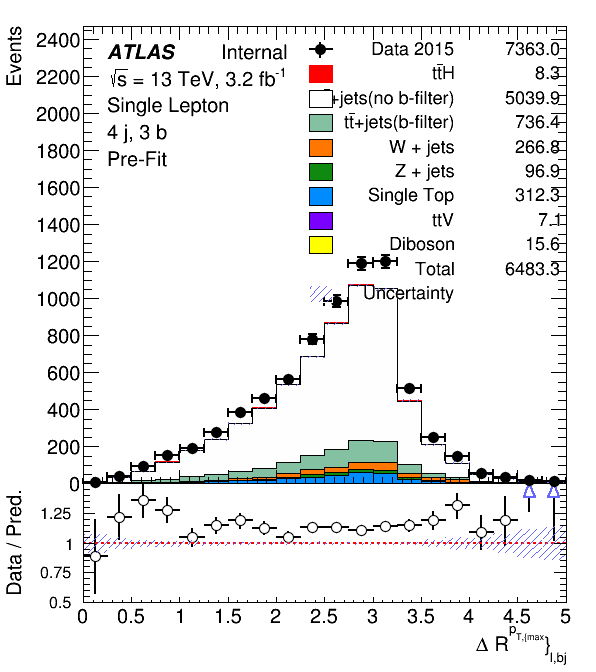 Events
2400
2200
2000
1800
1600
1400
1200
1000
800
600
400
200
0
ATLAS Internal
√s = 13 TeV, 3.2 fb-1
Single Lepton
4 j, 3 b
Pre-Fit
Data 2015 7363.0
tt̄H 8.3
+jets(no b-filter) 5039.9
tt̄+jets(b-filter) 736.4
W + jets 266.8
Z + jets 96.9
Single Top 312.3
ttV 7.1
Diboson 15.6
Total 6483.3
Uncertainty
Data / Pred.
1.25
1
0.75
0.5
0 0.5 1 1.5 2 2.5 3 3.5 4 4.5 5
Δ R^{p_{T,{max}}_{l,bj}